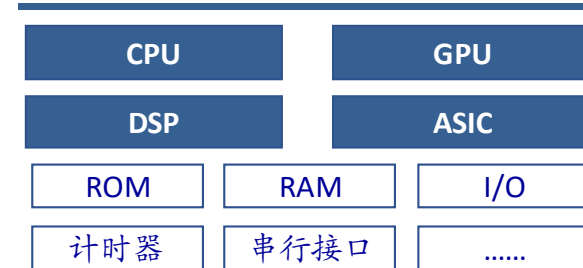 CPU GPU
DSP ASIC
ROM RAM I/O
计时器 串行接口 ......